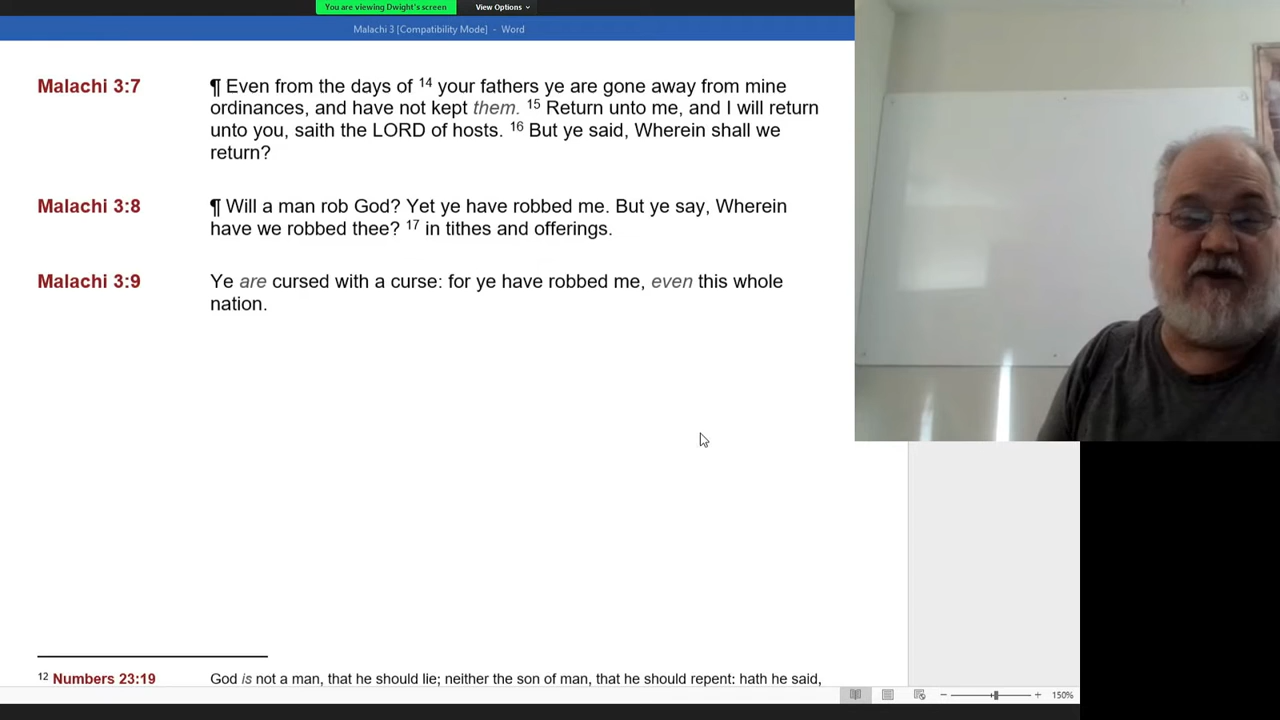 You are viewing Dwight's screen
View Options
Malachi 3 [Compatibility Mode] - Word
Malachi 3:7 ¶ Even from the days of 14 your fathers ye are gone away from mine
ordinances, and have not kept them. 15 Return unto me, and I will return
unto you, saith the LORD of hosts. 16 But ye said, Wherein shall we
return?
Malachi 3:8 ¶ Will a man rob God? Yet ye have robbed me. But ye say, Wherein
have we robbed thee? 17 in tithes and offerings.
Malachi 3:9 Ye are cursed with a curse: for ye have robbed me, even this whole
nation.
12 Numbers 23:19 God is not a man, that he should lie; neither the son of man, that he should repent: hath he said,
150%